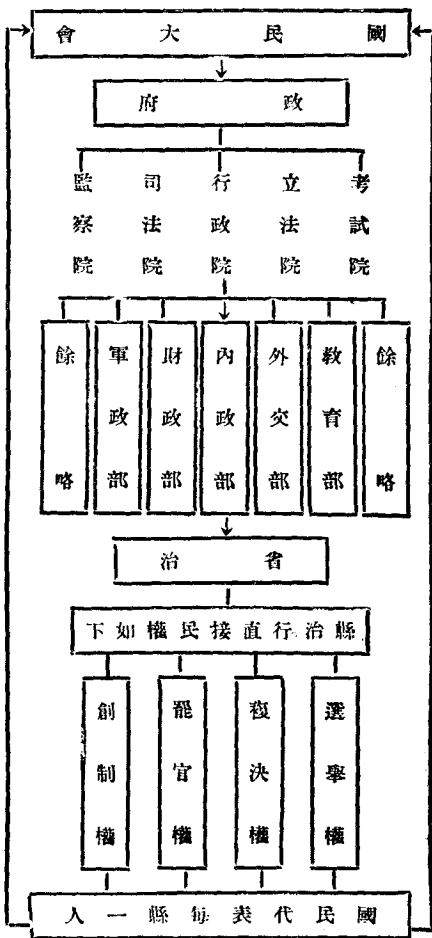 國民大會
政府
考試院
立法院
行政院
司法院
監察院
餘略
教育部
外交部
內政部
財政部
軍政部
餘略
省治
縣治行直接民權如下
選舉權
複決權
罷官權
創制權
國民代表每縣一人